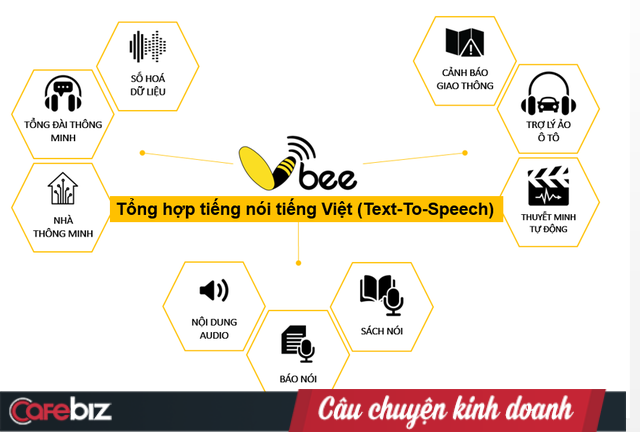 SỐ HOÁ
DỮ LIỆU
TỔNG ĐÀI THÔNG
MINH
NHÀ
THÔNG MINH
CẢNH BÁO
GIAO THÔNG
TRỢ LÝ ẢO
Ô TÔ
THUYẾT MINH
TỰ ĐỘNG
Vbee
Tổng hợp tiếng nói tiếng Việt (Text-To-Speech)
NỘI DUNG
AUDIO
BÁO NÓI
SÁCH NÓI
Cafebiz
Câu chuyện kinh doanh